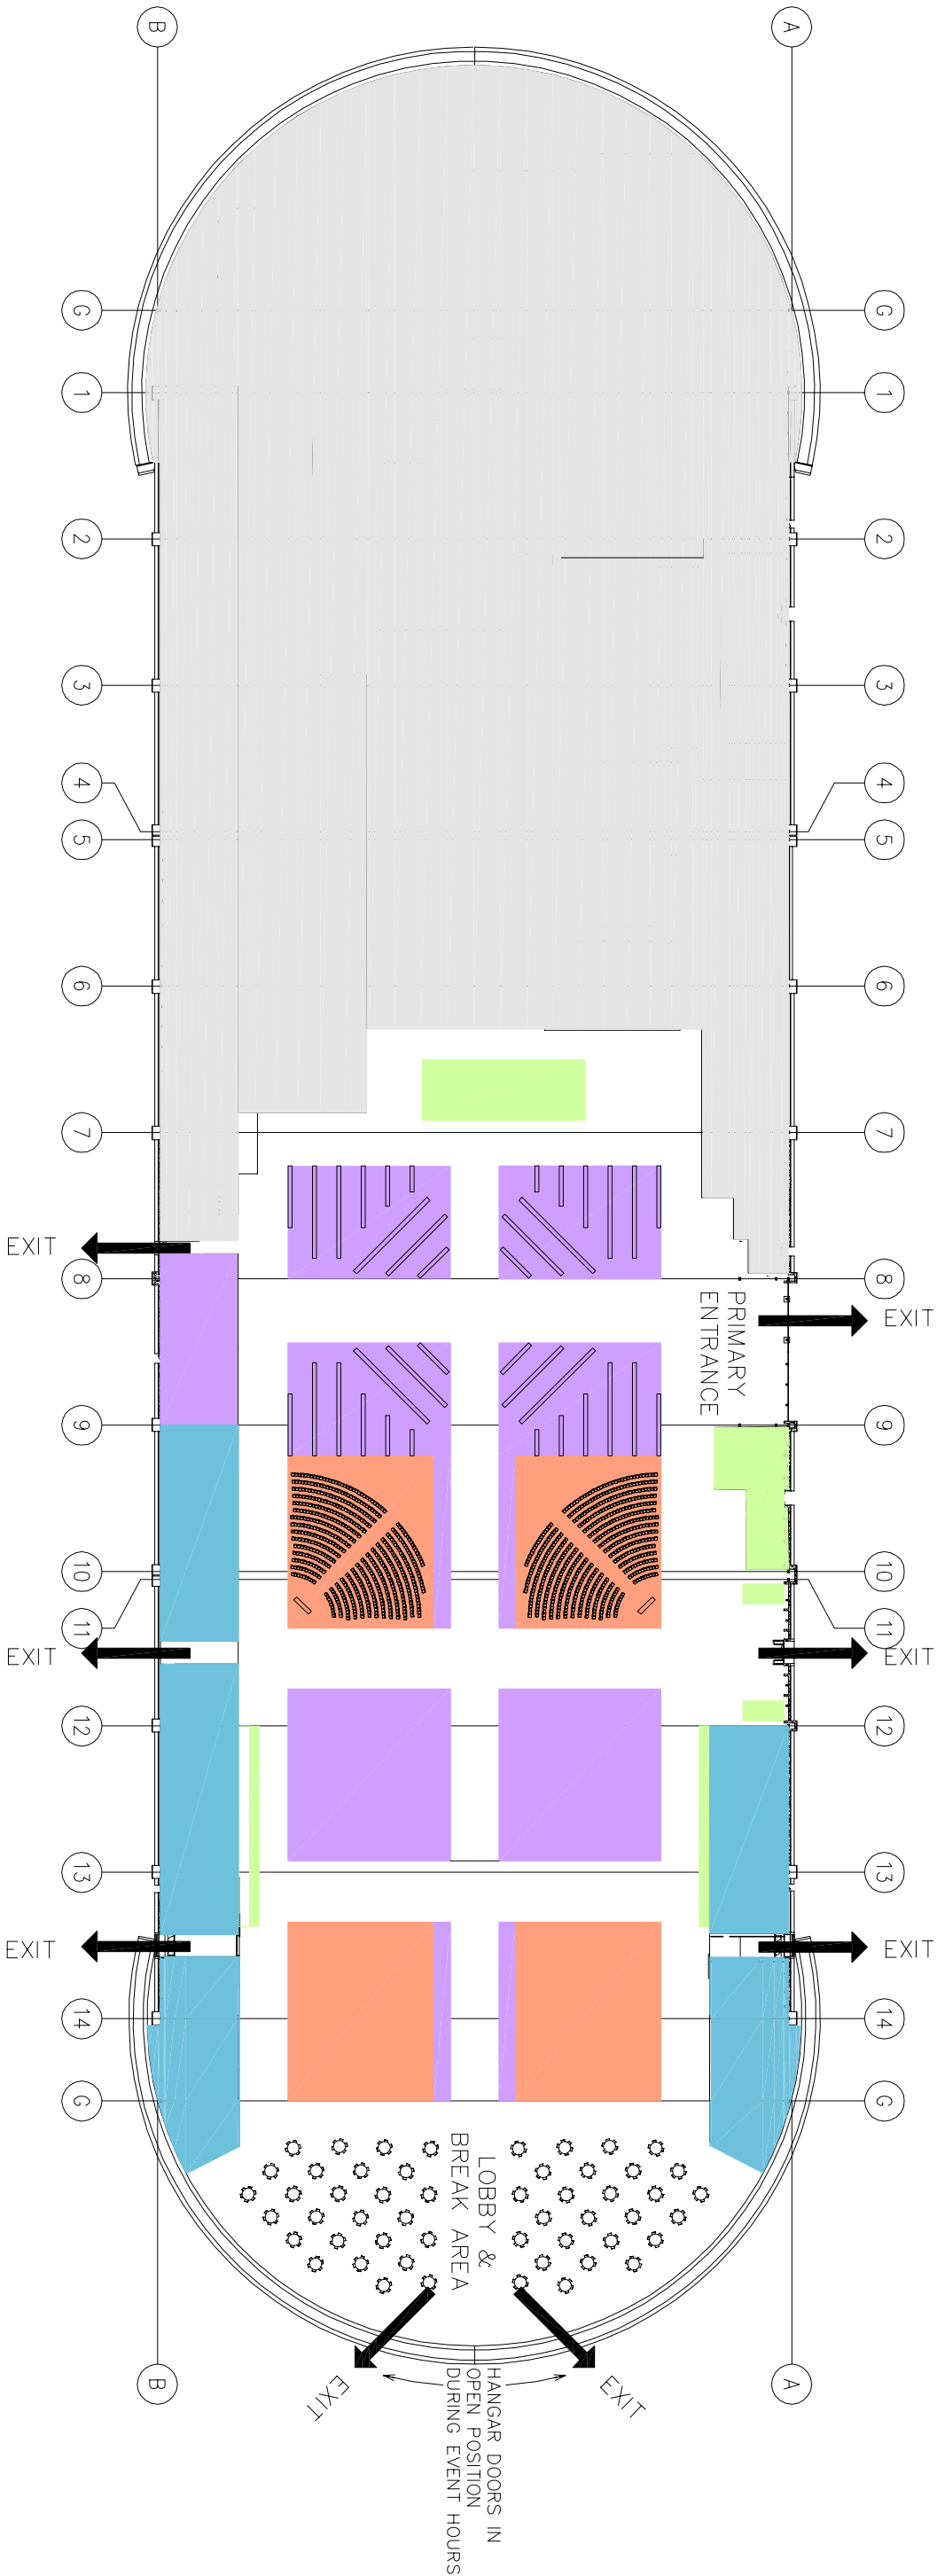 B
A
G
G
1
1
2
2
3
3
4
4
5
5
6
6
7
7
EXIT
8
8
EXIT
PRIMARY
ENTRANCE
9
9
10
10
11
11
EXIT
EXIT
12
12
13
13
EXIT
EXIT
14
14
G
G
LOBBY &
BREAK AREA
EXIT
EXIT
B
A
HANGAR DOORS IN
OPEN POSITION
DURING EVENT HOURS